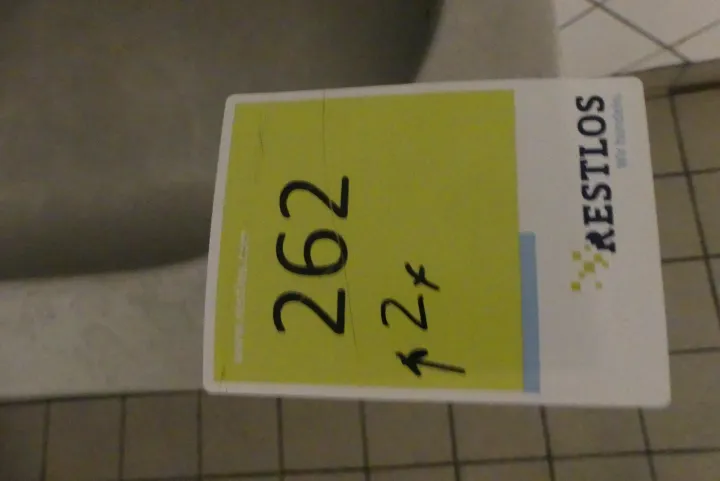 RESTLOS
262
↑ 2x